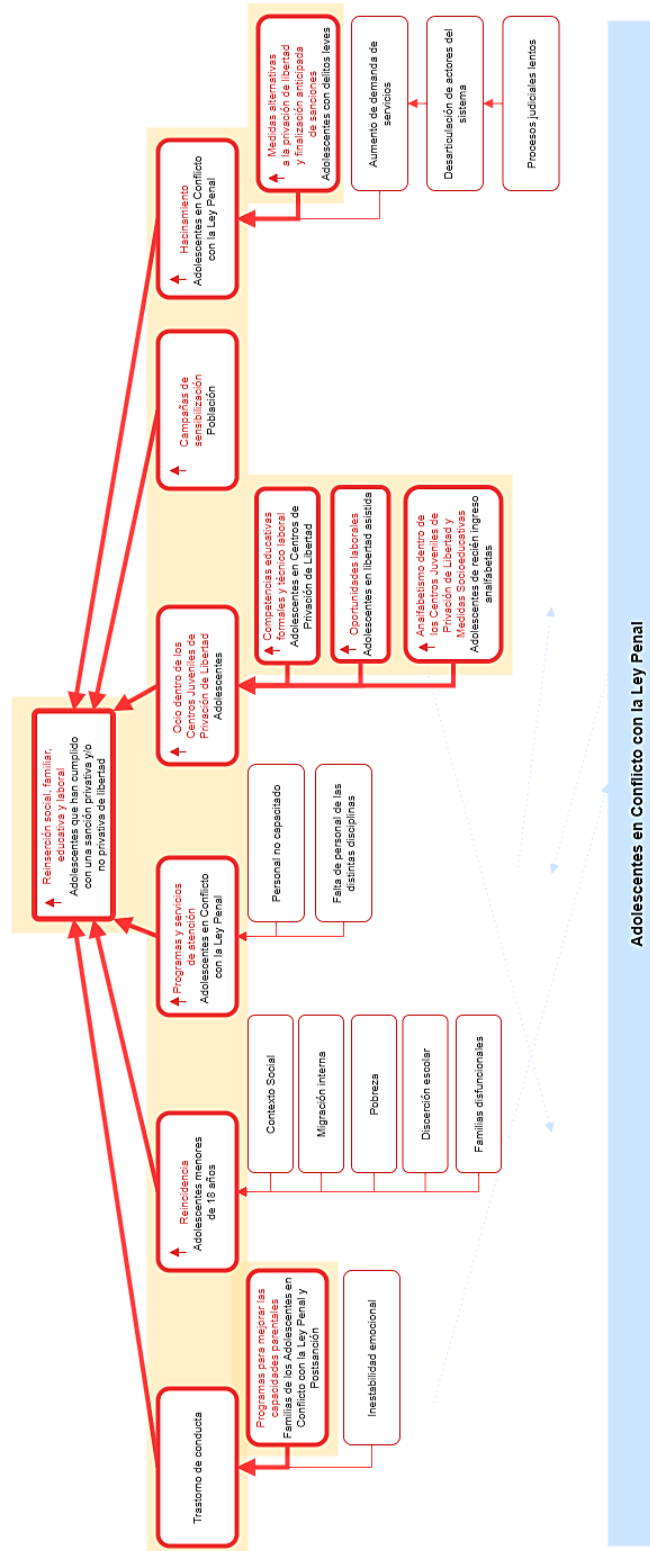 Reinserción social, familiar,
educativa y laboral
Adolescentes que han cumplido
con una sanción privativa y/o
no privativa de libertad
Trastorno de conducta
Reincidencia
Adolescentes menores
de 18 años
Programas y servicios
de atención
Adolescentes en Conflicto
con la Ley Penal
Ocio dentro de los
Centros Juveniles de
Privación de Libertad
Adolescentes
Campañas de
sensibilización
Población
Hacinamiento
Adolescentes en Conflicto
con la Ley Penal
Programas para mejorar las
capacidades parentales
Familias de los Adolescentes en
Conflicto con la Ley Penal y
Postsanción
Inestabilidad emocional
Contexto Social
Migración interna
Pobreza
Discerción escolar
Familias disfuncionales
Personal no capacitado
Falta de personal de las
distintas disciplinas
Competencias educativas
formales y técnico laboral
Adolescentes en Centros de
Privación de Libertad
Oportunidades laborales
Adolescentes en libertad asistida
Analfabetismo dentro de
los Centros Juveniles de
Privación de Libertad y
Medidas Socioeducativas
Adolescentes de recién ingreso
analfabetas
Medidas alternativas
a la privación de libertad
y finalización anticipada
de sanciones
Adolescentes con delitos leves
Aumento de demanda de
servicios
Desarticulación de actores del
sistema
Procesos judiciales lentos
Adolescentes en Conflicto con la Ley Penal